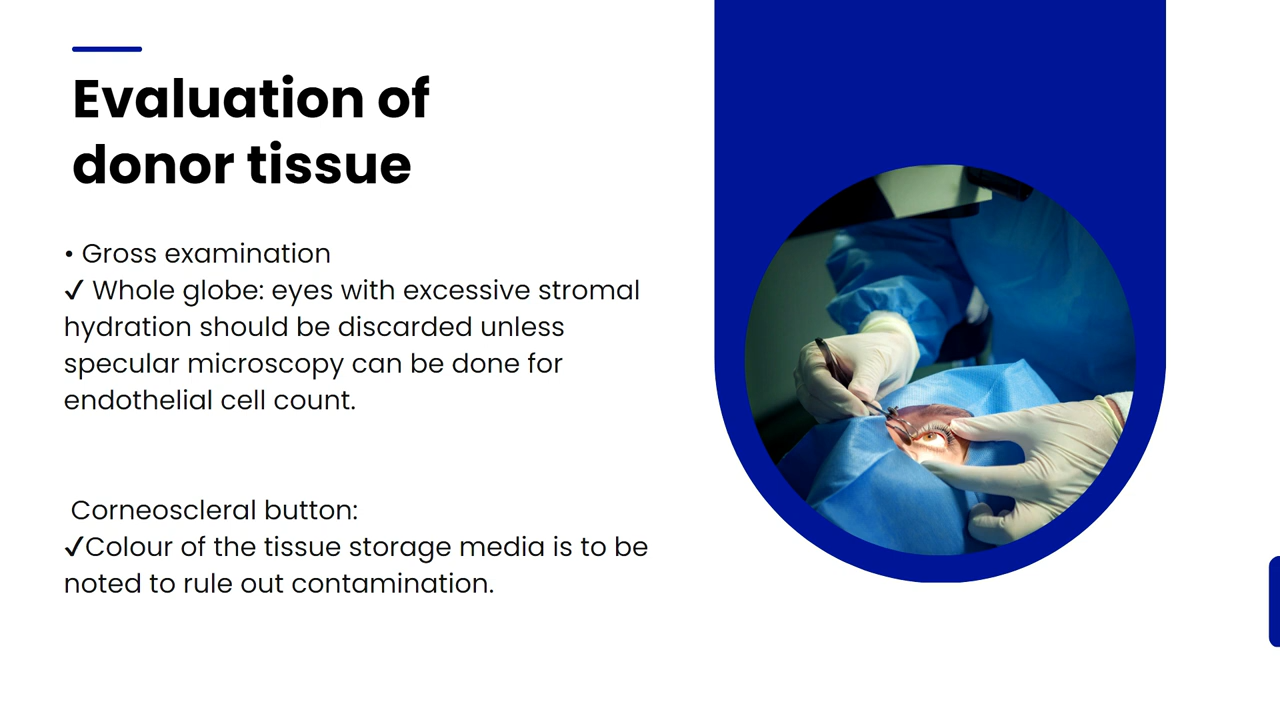 Evaluation of
donor tissue
• Gross examination
✓ Whole globe: eyes with excessive stromal
hydration should be discarded unless
specular microscopy can be done for
endothelial cell count.
Corneoscleral button:
✓Colour of the tissue storage media is to be
noted to rule out contamination.